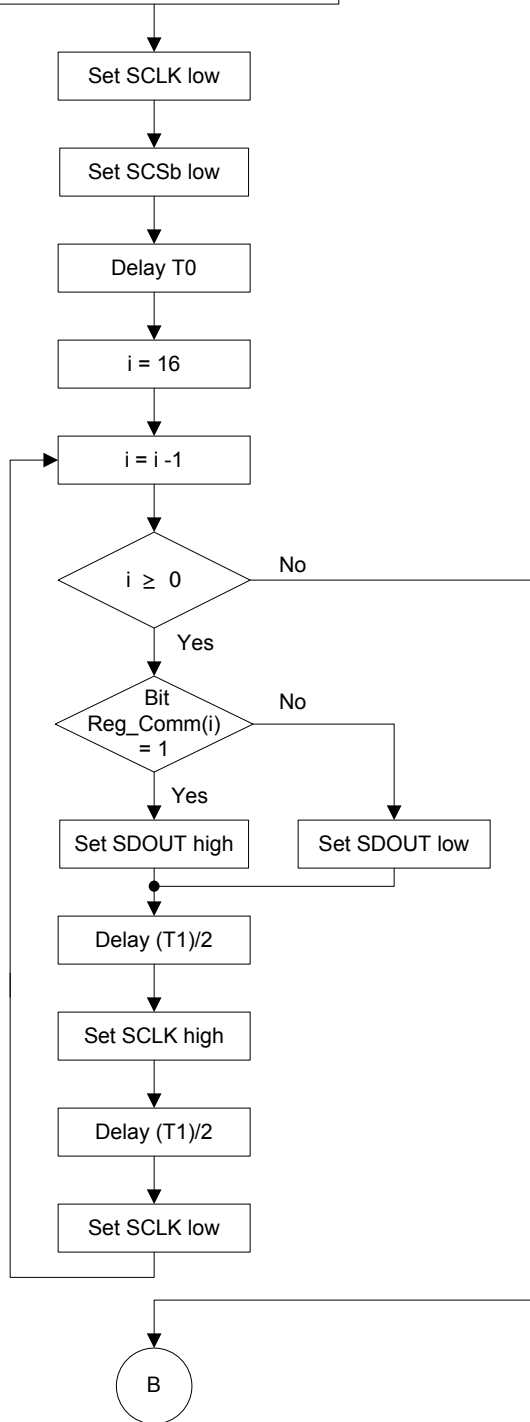 Set SCLK low
Set SCSb low
Delay T0
i = 16
i = i -1
i ≥ 0
No
Yes
Bit
Reg_Comm(i)
= 1
No
Yes
Set SDOUT high
Set SDOUT low
Delay (T1)/2
Set SCLK high
Delay (T1)/2
Set SCLK low
B